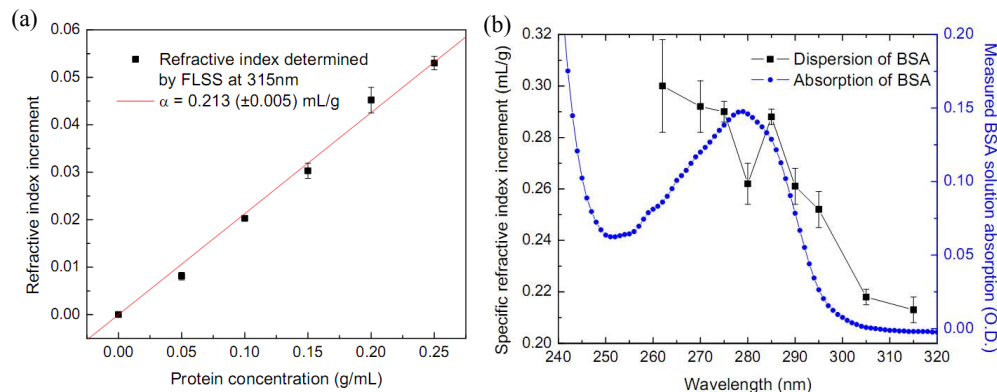 (a)
0.06
0.05
0.04
0.03
0.02
0.01
0.00
Refractive index increment
Refractive index determined
by FLSS at 315nm
α = 0.213 (±0.005) mL/g
0.00 0.05 0.10 0.15 0.20 0.25
Protein concentration (g/mL)
(b)
0.32
0.30
0.28
0.26
0.24
0.22
0.20
Specific refractive index increment (mL/g)
Dispersion of BSA
Absorption of BSA
0.20
0.15
0.10
0.05
0.00
Measured BSA solution absorption (O.D.)
240 250 260 270 280 290 300 310 320
Wavelength (nm)